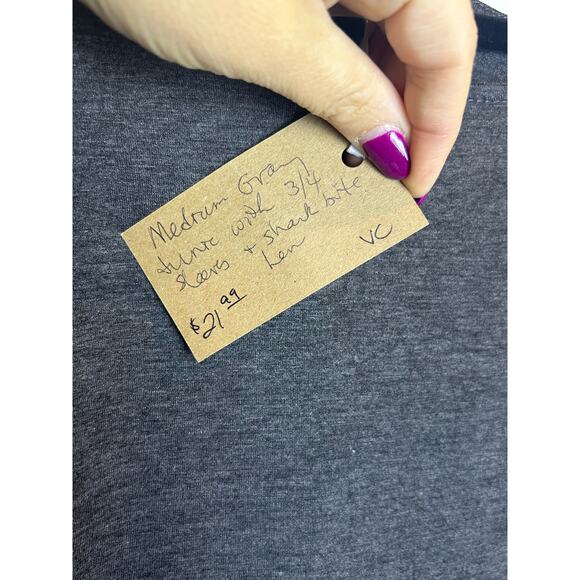 Medium Gray
tunic with 3/4
sleeves + shark bite
hem
VC
$21.99